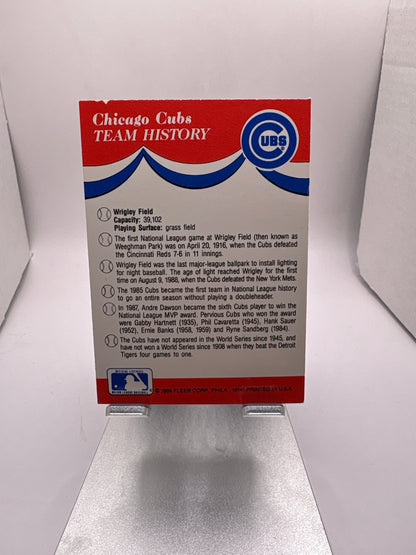 Chicago Cubs
TEAM HISTORY
CUBS
Wrigley Field
Capacity: 39,102
Playing Surface: grass field
The first National League game at Wrigley Field (then known as
Weeghman Park) was on April 20, 1916, when the Cubs defeated
the Cincinnati Reds 7-6 in 11 innings.
Wrigley Field was the last major-league ballpark to install lighting
for night baseball. The age of light reached Wrigley for the first
time on August 9, 1988, when the Cubs defeated the New York Mets.
The 1985 Cubs became the first team in National League history
to go an entire season without playing a doubleheader.
In 1987, Andre Dawson became the sixth Cubs player to win the
National League MVP award. Pervious Cubs who won the award
were Gabby Hartnett (1935), Phil Cavaretta (1945), Hank Sauer
(1952), Ernie Banks (1958, 1959) and Ryne Sandberg (1984).
The Cubs have not appeared in the World Series since 1945, and
have not won a World Series since 1908 when they beat the Detroit
Tigers four games to one.
MAJOR LEAGUE BASEBALL
FLEER CORP. PHILA., 19141 PRINTED IN U.S.A.